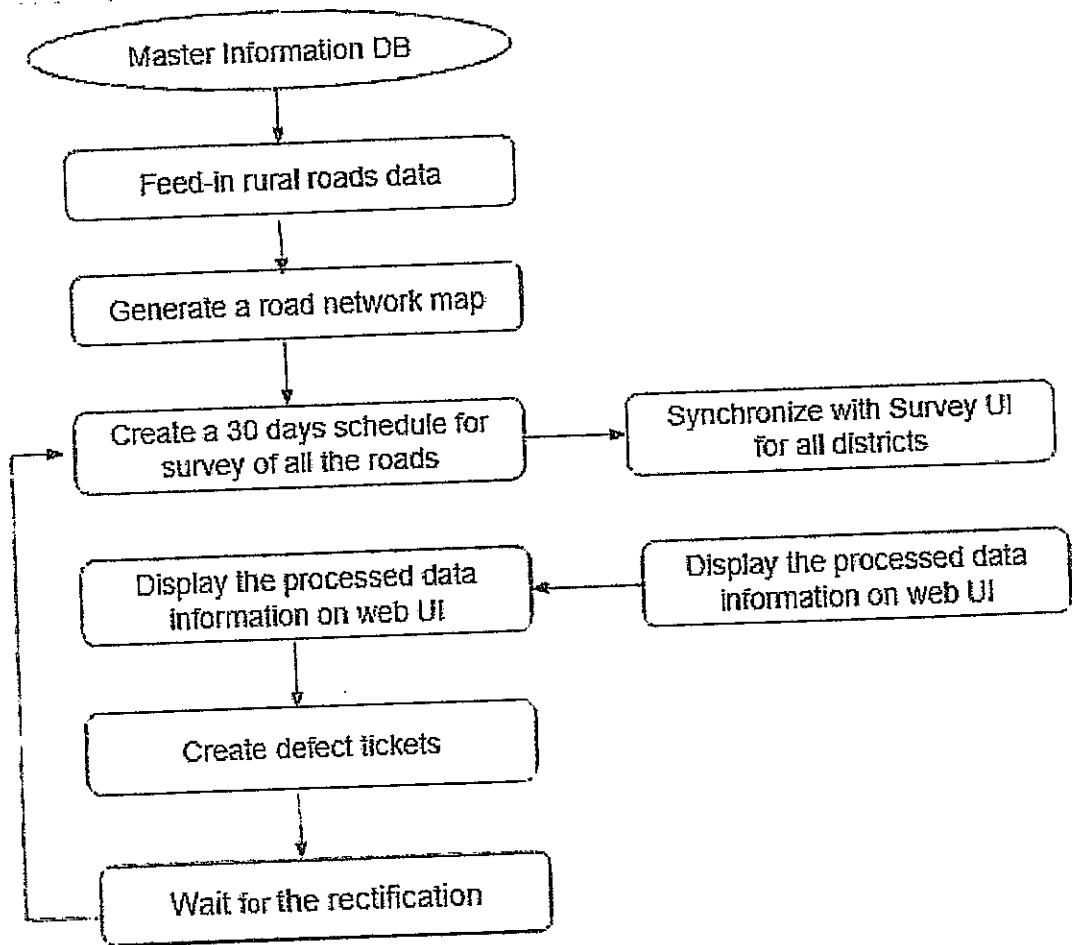 Master Information DB
Feed-in rural roads data
Generate a road network map
Create a 30 days schedule for
survey of all the roads
Synchronize with Survey UI
for all districts
Display the processed data
information on web UI
Display the processed data
information on web UI
Create defect tickets
Wait for the rectification